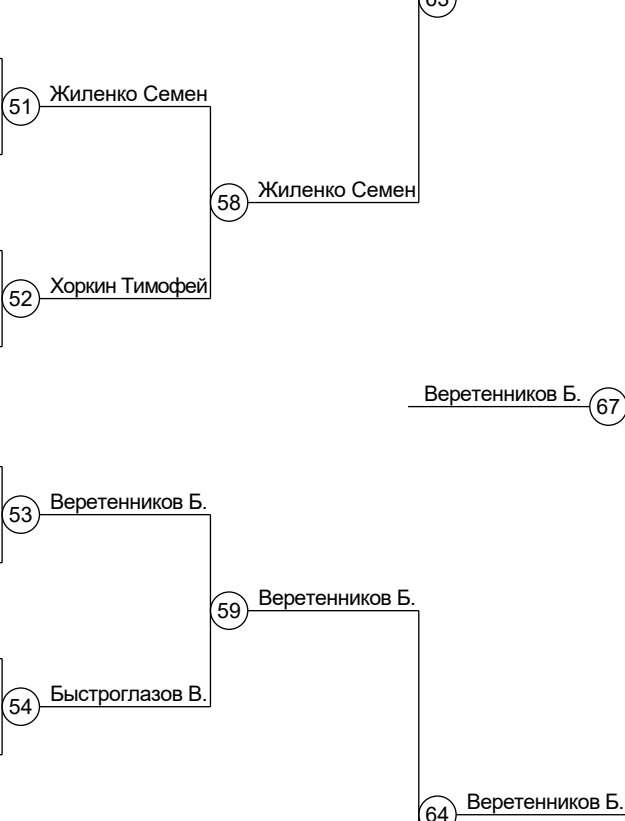 63
51 Жиленко Семен
58 Жиленко Семен
52 Хоркин Тимофей
Веретенников Б. 67
53 Веретенников Б.
59 Веретенников Б.
54 Быстроглазов В.
64 Веретенников Б.